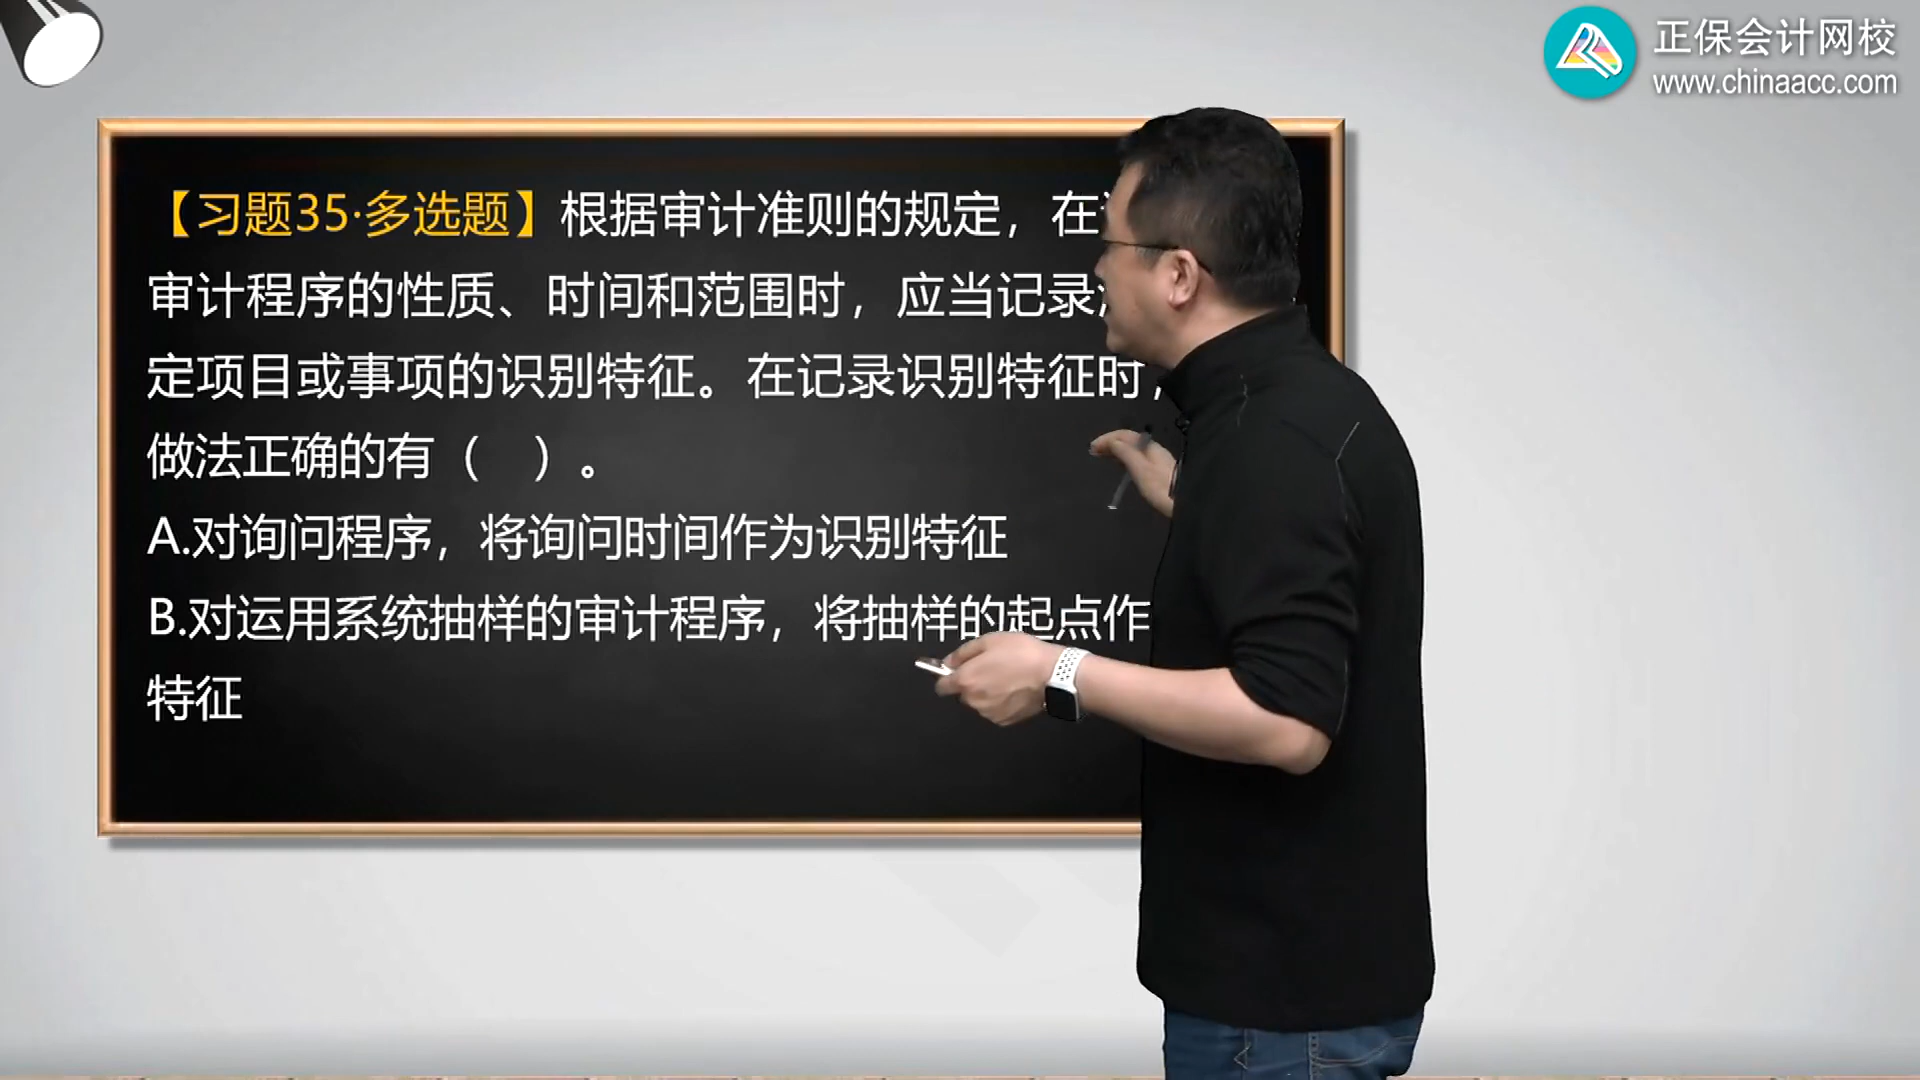 正保会计网校
www.chinaacc.com
【习题35·多选题】根据审计准则的规定，在
审计程序的性质、时间和范围时，应当记录
定项目或事项的识别特征。在记录识别特征时，
做法正确的有（ ）。
A.对询问程序，将询问时间作为识别特征
B.对运用系统抽样的审计程序，将抽样的起点作
特征